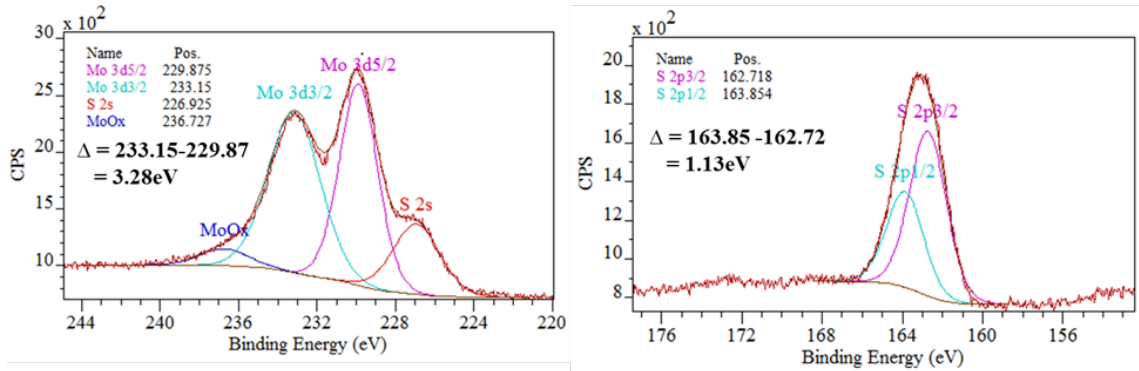 x 10²
30
25
20
15
10
CPS
Name Pos.
Mo 3d5/2 229.875
Mo 3d3/2 233.15
S 2s 226.925
MoOx 236.727
Δ = 233.15-229.87
= 3.28eV
Mo 3d5/2
Mo 3d3/2
S 2s
MoOx
244 240 236 232 228 224 220
Binding Energy (eV)
x 10²
20
18
16
14
12
10
8
CPS
Name Pos.
S 2p3/2 162.718
S 2p1/2 163.854
Δ = 163.85 -162.72
= 1.13eV
S 2p3/2
S 2p1/2
176 172 168 164 160 156
Binding Energy (eV)